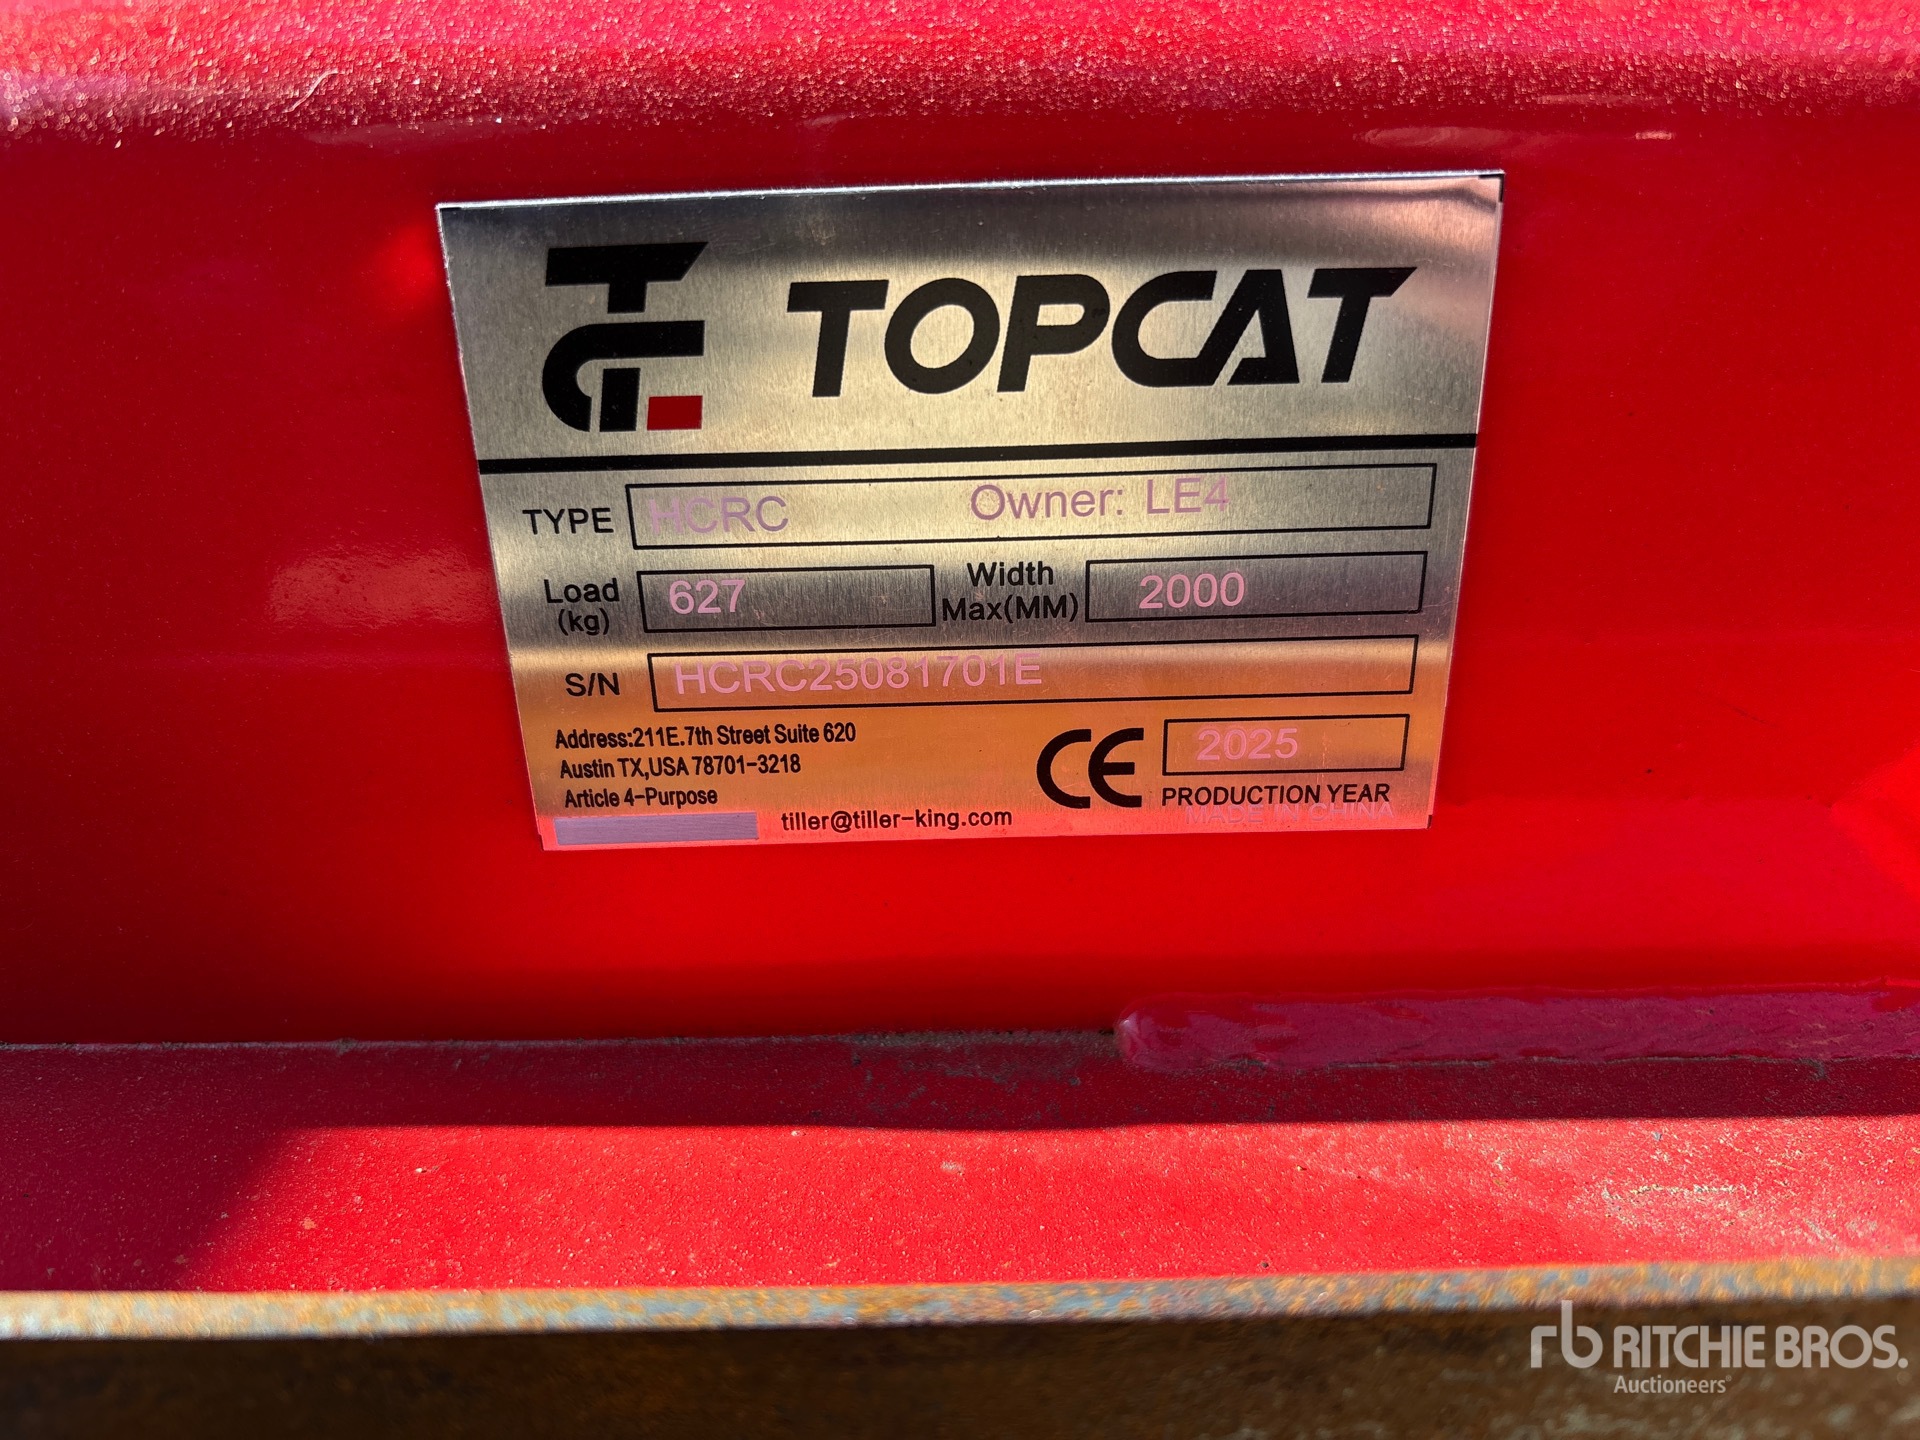 TOPCAT
TYPE HCRC Owner: LE4
Load (kg) 627 Width Max(MM) 2000
S/N HCRC25081701E
Address:211E.7th Street Suite 620
Austin TX,USA 78701-3218
Article 4-Purpose
tiller@tiller-king.com
CE 2025
PRODUCTION YEAR
MADE IN CHINA
rb RITCHIE BROS.
Auctioneers